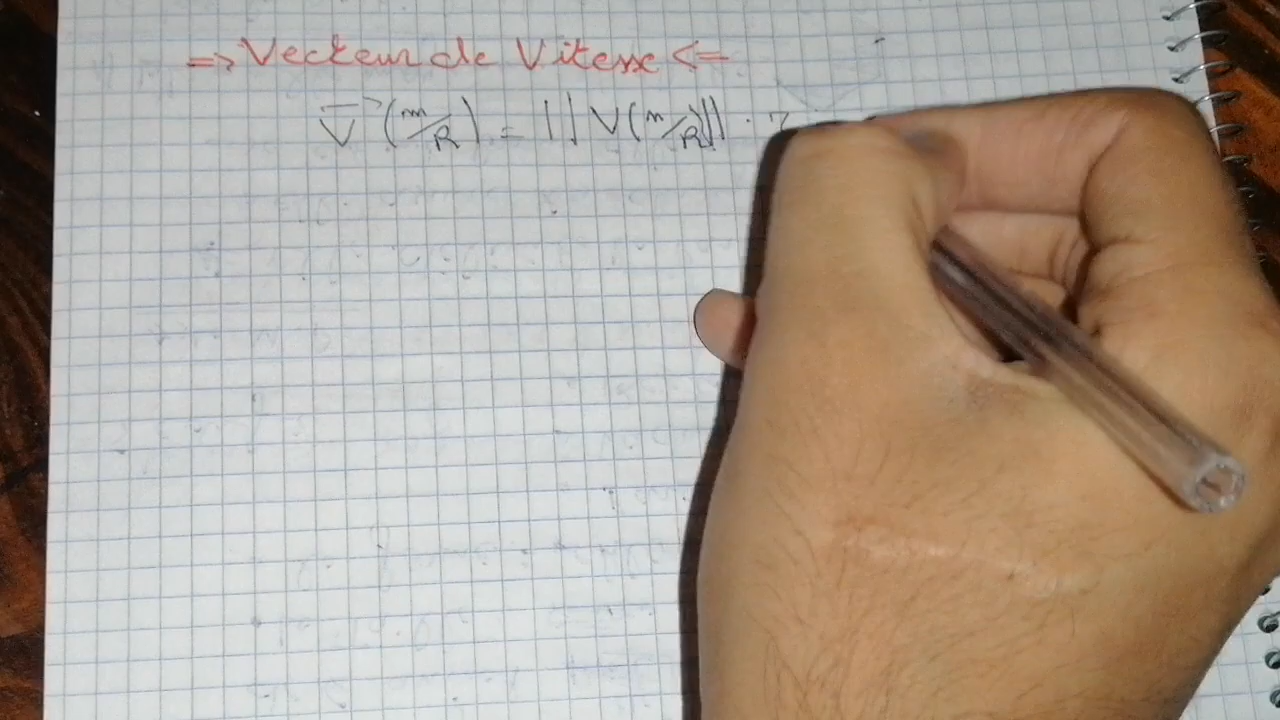 => Vecteur de Vitesse <=
V⃗ (m/R) = || V(m/R)|| .